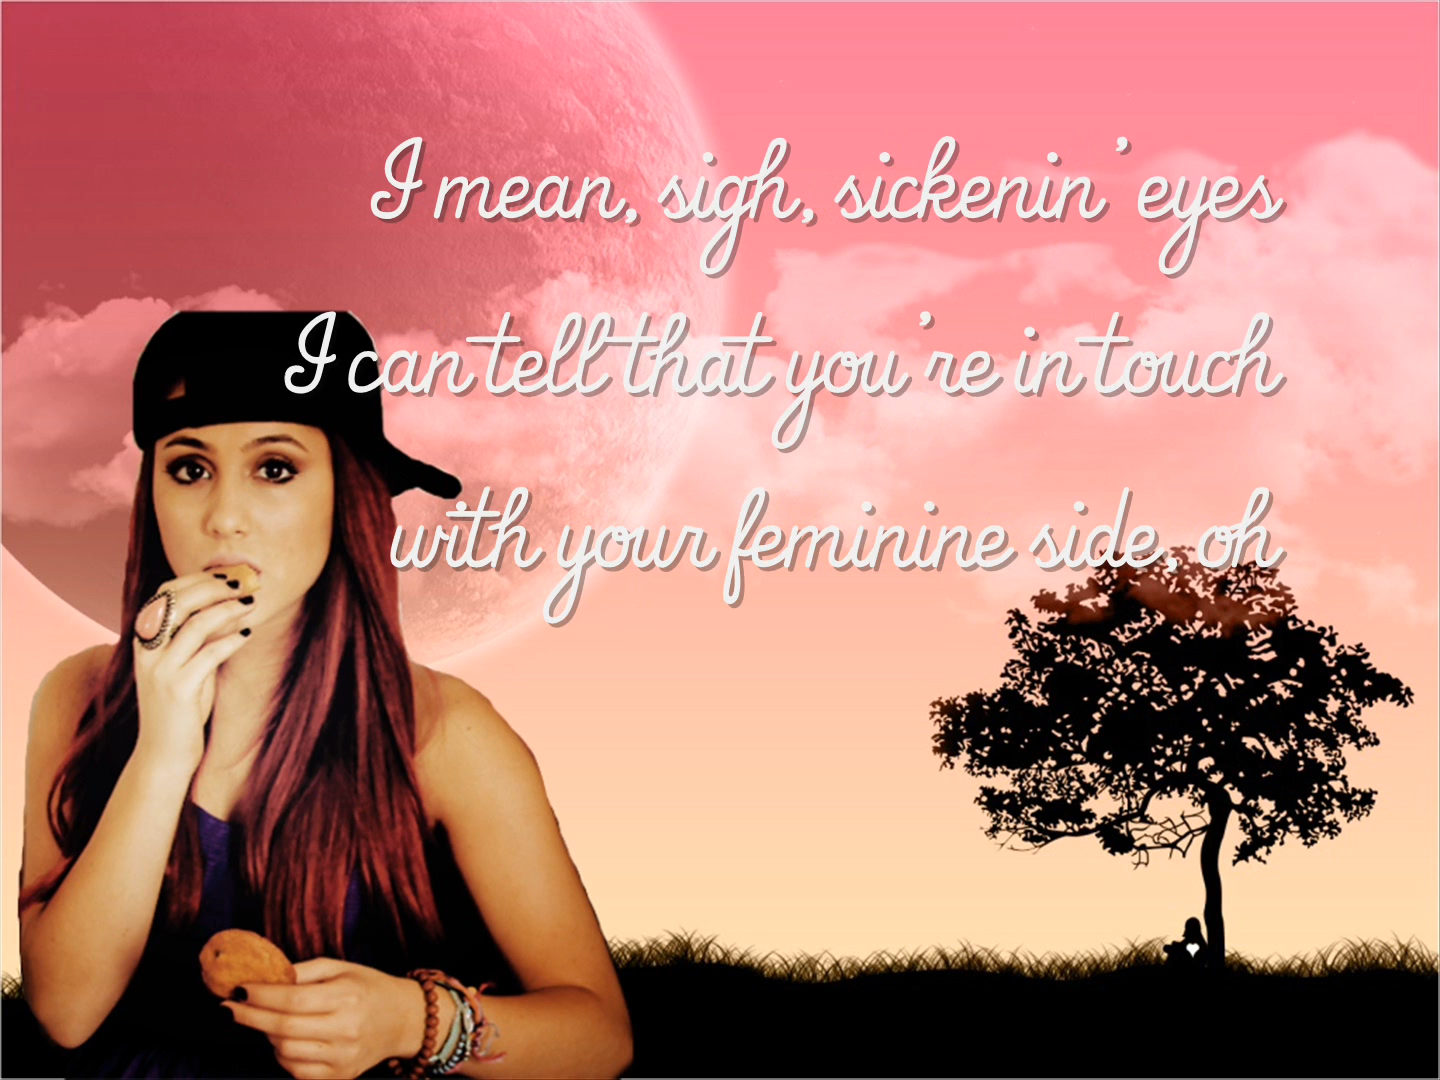 I mean, sigh, sickenin' eyes
I can tell that you're in touch
with your feminine side, oh